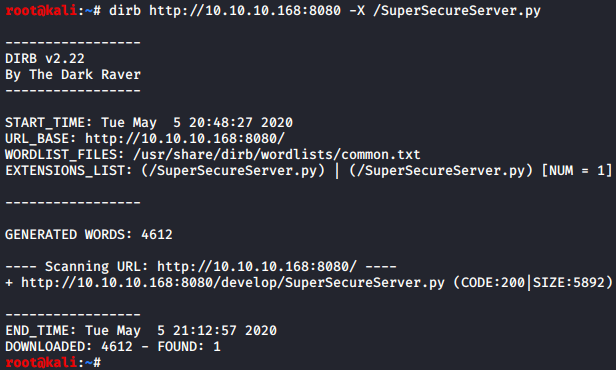 root@kali:~# dirb http://10.10.10.168:8080 -X /SuperSecureServer.py
-----------------
DIRB v2.22
By The Dark Raver
-----------------
START_TIME: Tue May  5 20:48:27 2020
URL_BASE: http://10.10.10.168:8080/
WORDLIST_FILES: /usr/share/dirb/wordlists/common.txt
EXTENSIONS_LIST: (/SuperSecureServer.py) | (/SuperSecureServer.py) [NUM = 1]
-----------------
GENERATED WORDS: 4612
---- Scanning URL: http://10.10.10.168:8080/ ----
+ http://10.10.10.168:8080/develop/SuperSecureServer.py (CODE:200|SIZE:5892)
-----------------
END_TIME: Tue May  5 21:12:57 2020
DOWNLOADED: 4612 - FOUND: 1
root@kali:~#